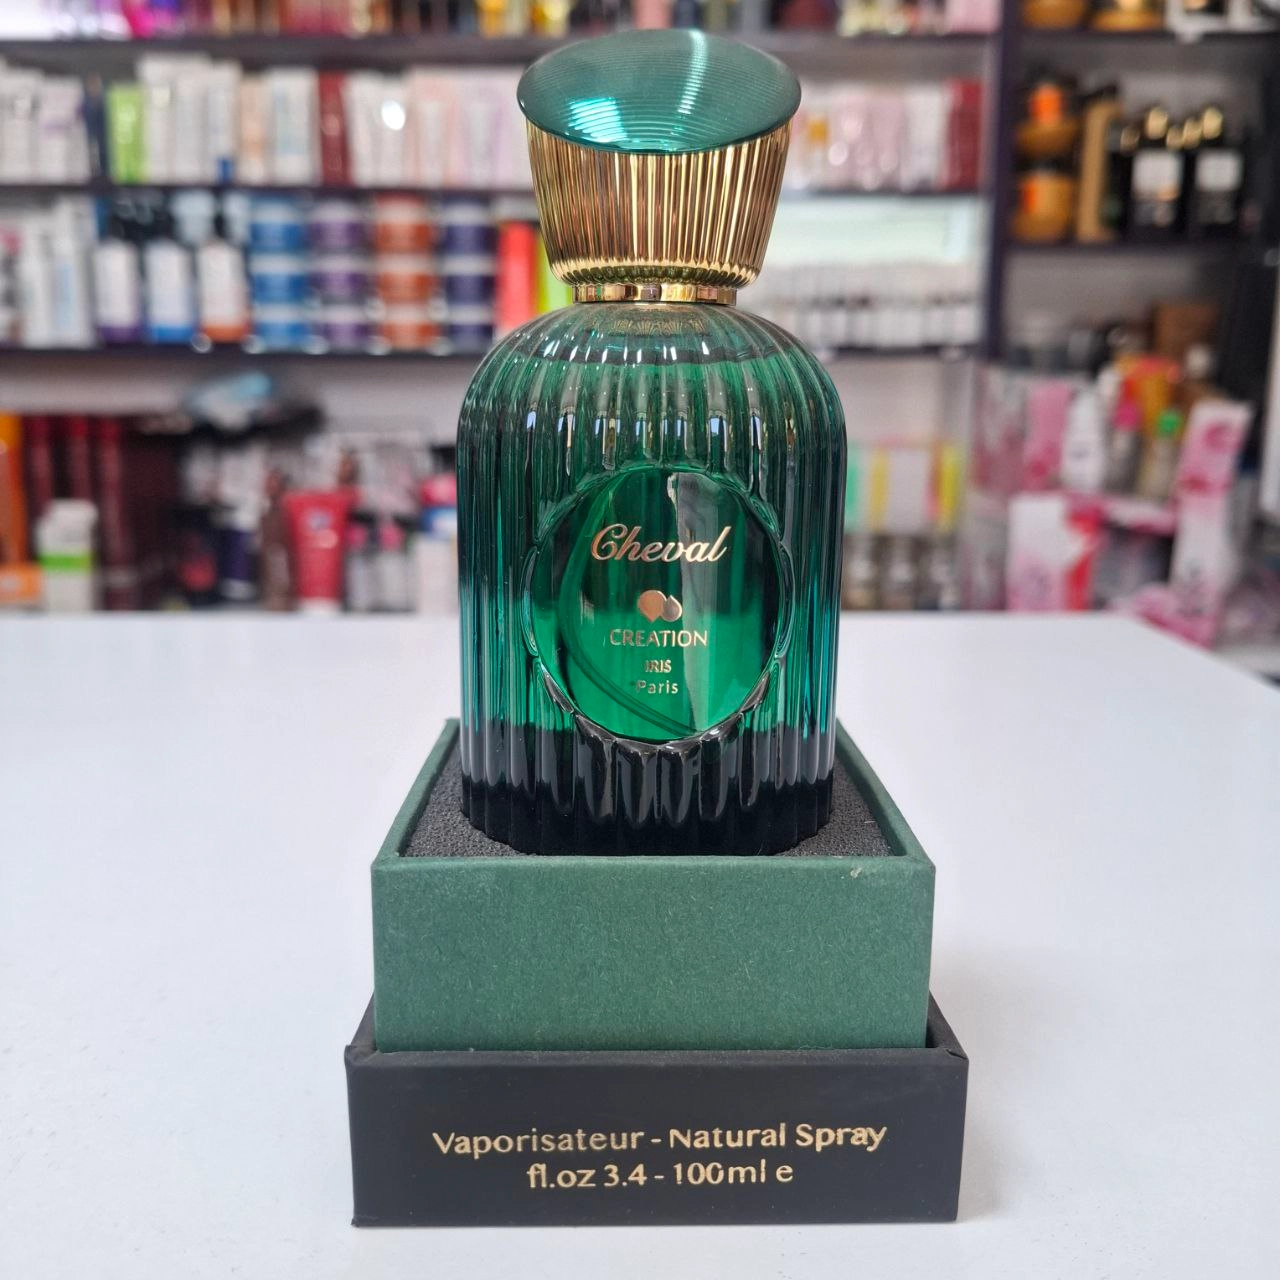 Cheval
CREATION
IRIS
Paris
Vaporisateur - Natural Spray
fl.oz 3.4 - 100ml e